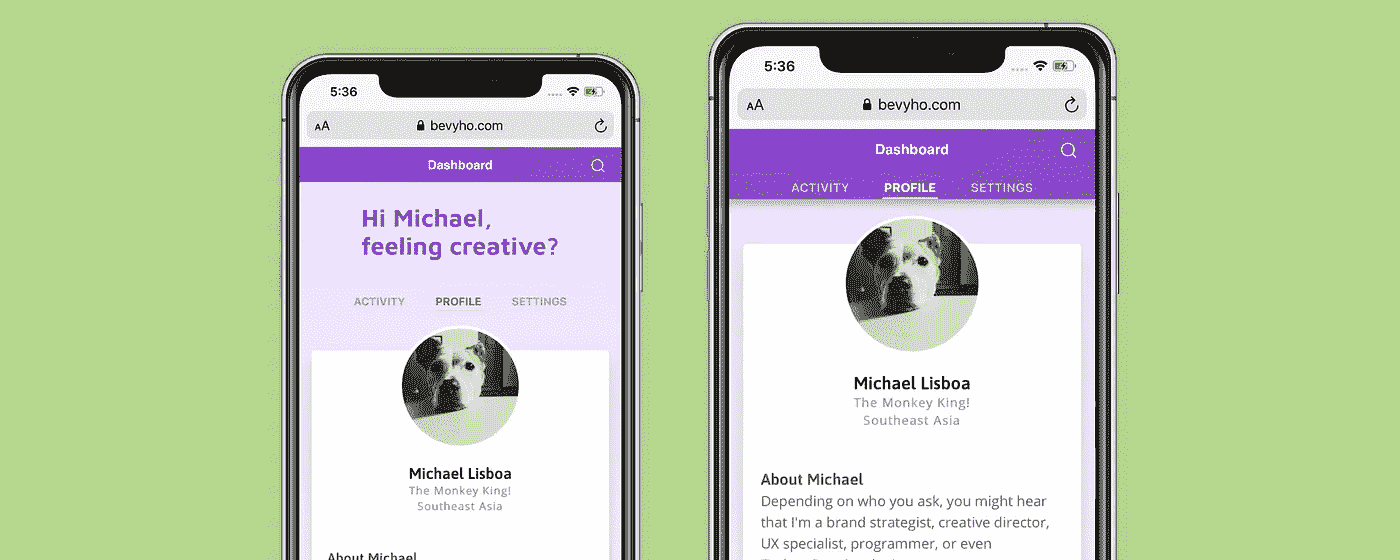 5:36
AA bevyho.com
Dashboard
Hi Michael,
feeling creative?
ACTIVITY PROFILE SETTINGS
Michael Lisboa
The Monkey King!
Southeast Asia
About Michael
5:36
AA bevyho.com
Dashboard
ACTIVITY PROFILE SETTINGS
Michael Lisboa
The Monkey King!
Southeast Asia
About Michael
Depending on who you ask, you might hear
that I'm a brand strategist, creative director,
UX specialist, programmer, or even